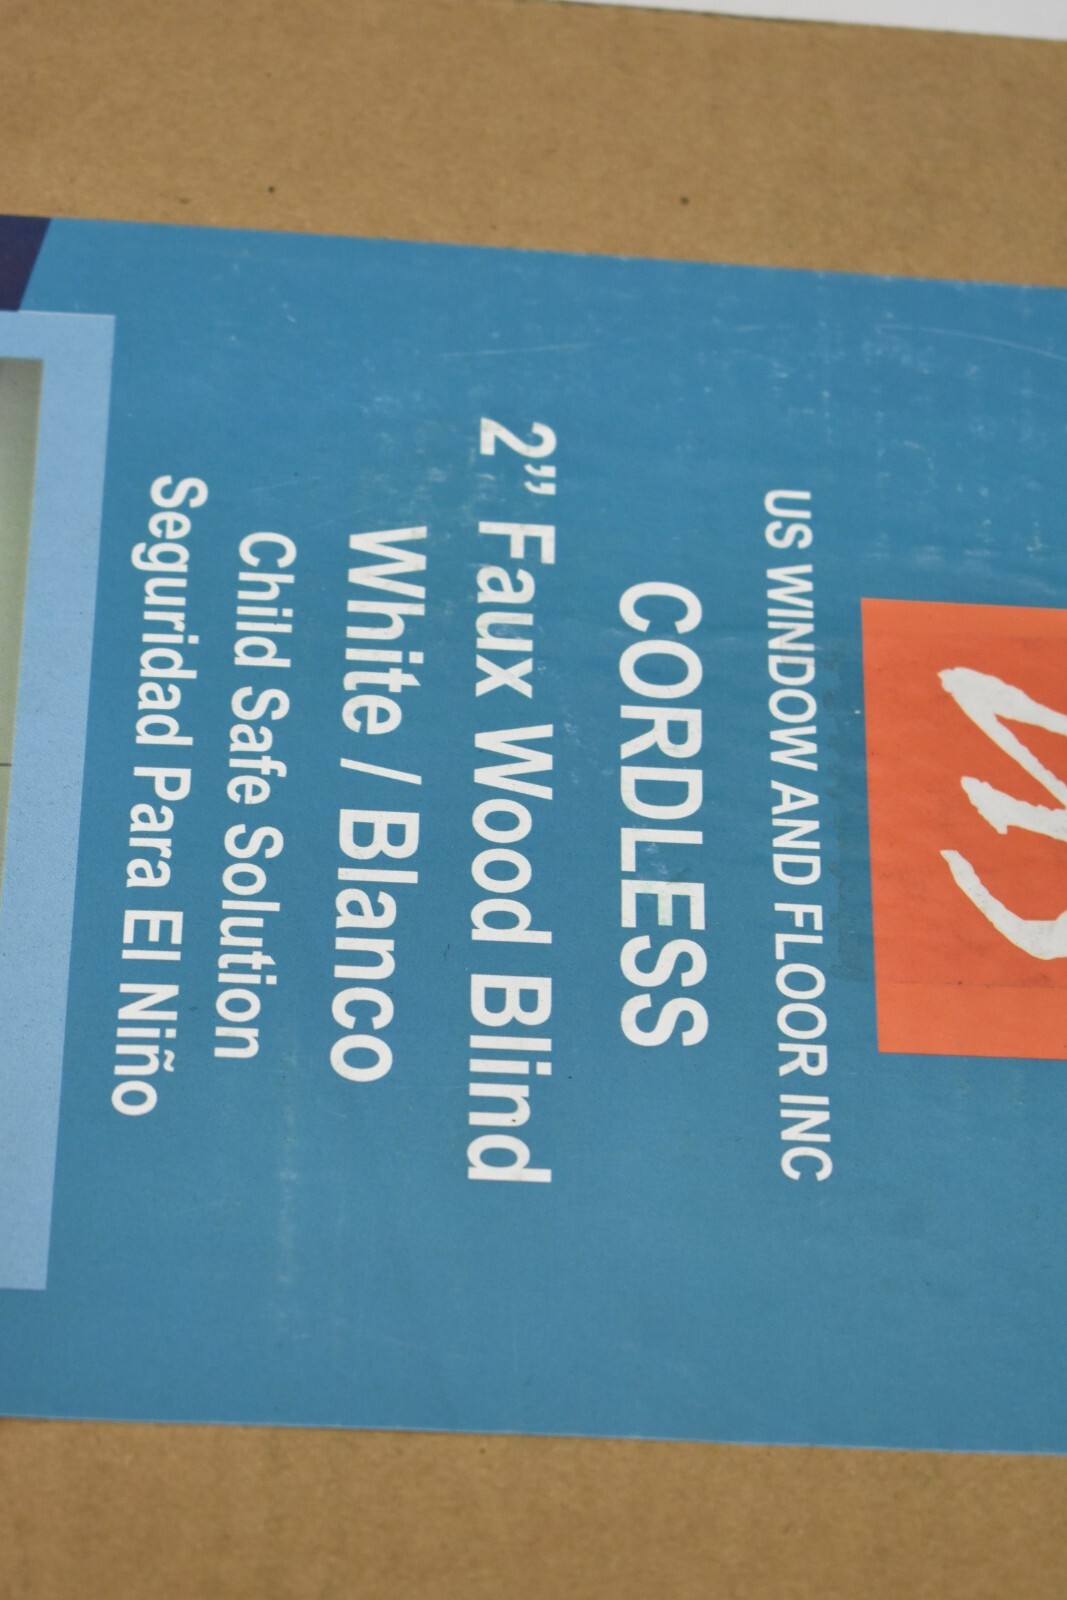 US WINDOW AND FLOOR INC
CORDLESS
2” Faux Wood Blind
White / Blanco
Child Safe Solution
Seguridad Para El Niño